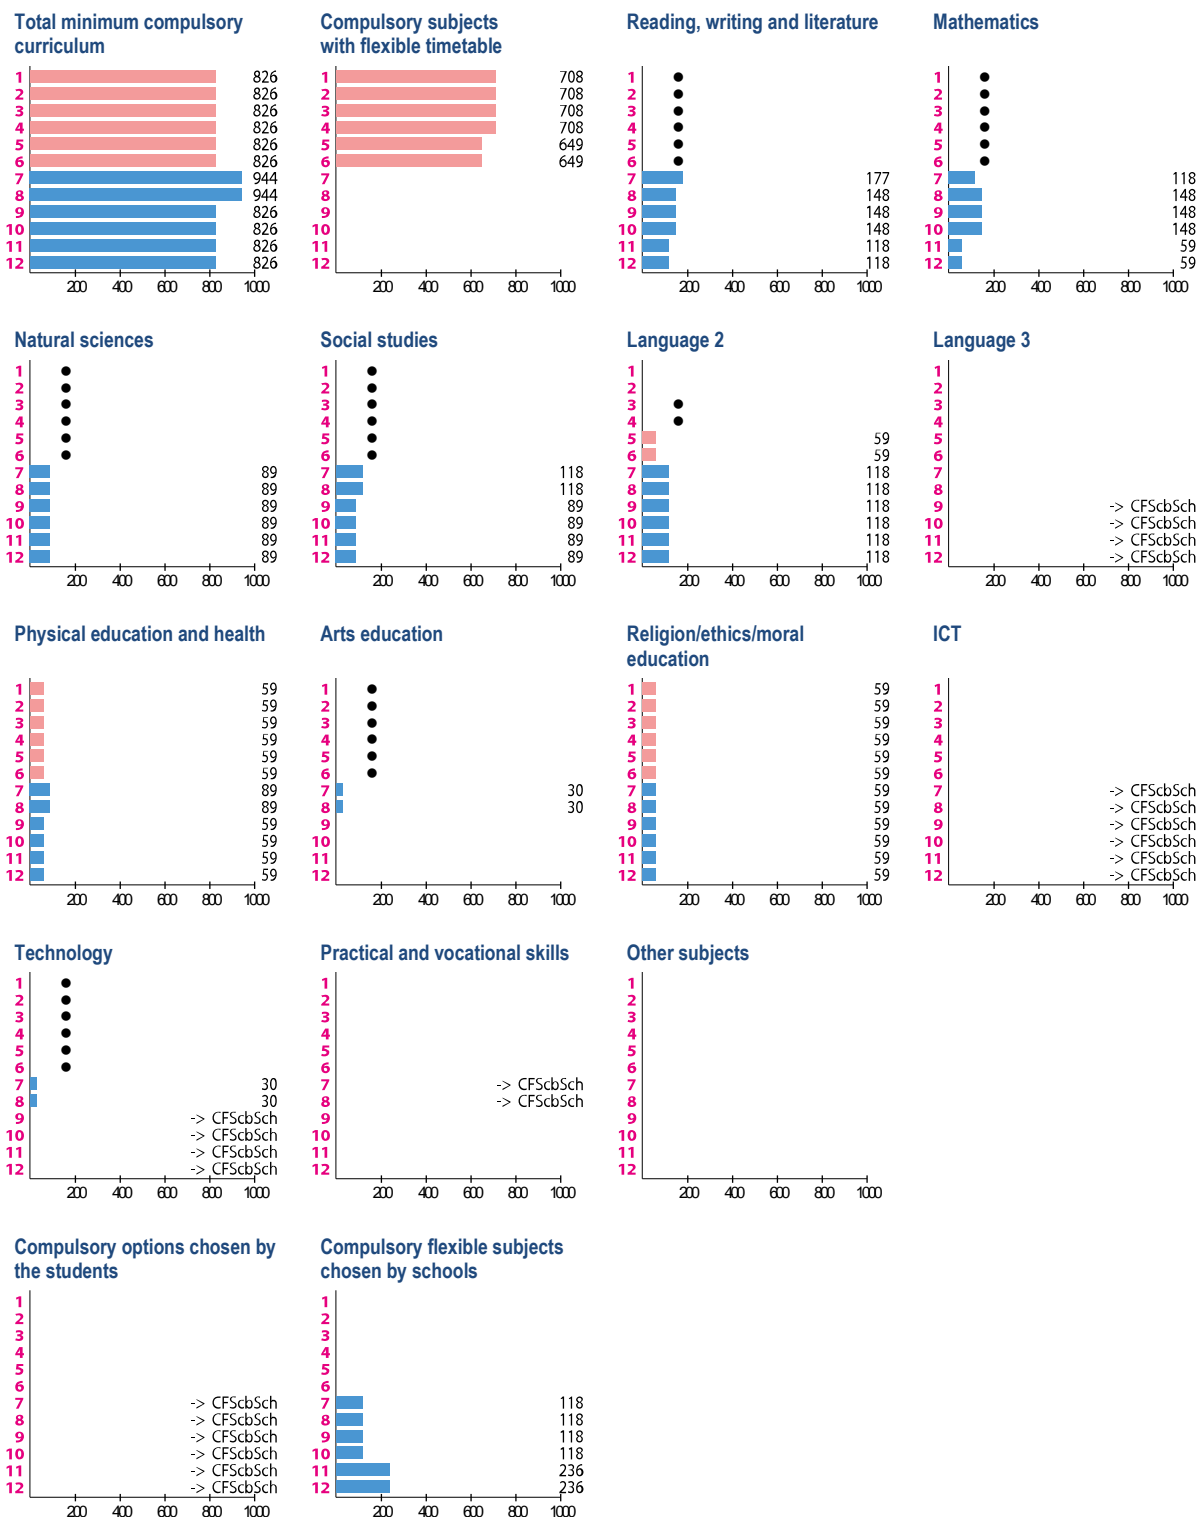 Total minimum compulsory
curriculum
1 826
2 826
3 826
4 826
5 826
6 826
7 944
8 944
9 826
10 826
11 826
12 826
200 400 600 800 1000
Compulsory subjects
with flexible timetable
1 708
2 708
3 708
4 708
5 649
6 649
7
8
9
10
11
12
200 400 600 800 1000
Reading, writing and literature
1
2
3
4
5
6
7 177
8 148
9 148
10 148
11 118
12 118
200 400 600 800 1000
Mathematics
1
2
3
4
5
6
7 118
8 148
9 148
10 148
11 59
12 59
200 400 600 800 1000
Natural sciences
1
2
3
4
5
6
7 89
8 89
9 89
10 89
11 89
12 89
200 400 600 800 1000
Social studies
1
2
3
4
5
6
7 118
8 118
9 89
10 89
11 89
12 89
200 400 600 800 1000
Language 2
1
2
3
4
5 59
6 59
7 118
8 118
9 118
10 118
11 118
12 118
200 400 600 800 1000
Language 3
1
2
3
4
5
6
7
8
9 -> CFScbSch
10 -> CFScbSch
11 -> CFScbSch
12 -> CFScbSch
200 400 600 800 1000
Physical education and health
1 59
2 59
3 59
4 59
5 59
6 59
7 89
8 89
9 59
10 59
11 59
12 59
200 400 600 800 1000
Arts education
1
2
3
4
5
6
7 30
8 30
9
10
11
12
200 400 600 800 1000
Religion/ethics/moral
education
1 59
2 59
3 59
4 59
5 59
6 59
7 59
8 59
9 59
10 59
11 59
12 59
200 400 600 800 1000
ICT
1
2
3
4
5
6
7 -> CFScbSch
8 -> CFScbSch
9 -> CFScbSch
10 -> CFScbSch
11 -> CFScbSch
12 -> CFScbSch
200 400 600 800 1000
Technology
1
2
3
4
5
6
7 30
8 30
9 -> CFScbSch
10 -> CFScbSch
11 -> CFScbSch
12 -> CFScbSch
200 400 600 800 1000
Practical and vocational skills
1
2
3
4
5
6
7 -> CFScbSch
8 -> CFScbSch
9
10
11
12
200 400 600 800 1000
Other subjects
1
2
3
4
5
6
7
8
9
10
11
12
200 400 600 800 1000
Compulsory options chosen by
the students
1
2
3
4
5
6
7 -> CFScbSch
8 -> CFScbSch
9 -> CFScbSch
10 -> CFScbSch
11 -> CFScbSch
12 -> CFScbSch
200 400 600 800 1000
Compulsory flexible subjects
chosen by schools
1
2
3
4
5
6
7 118
8 118
9 118
10 118
11 236
12 236
200 400 600 800 1000